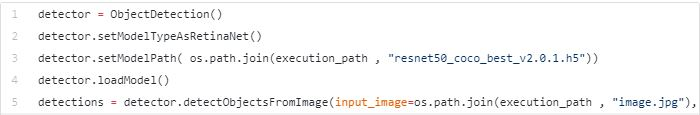 1 detector = ObjectDetection()
2 detector.setModelTypeAsRetinaNet()
3 detector.setModelPath( os.path.join(execution_path , "resnet50_coco_best_v2.0.1.h5"))
4 detector.loadModel()
5 detections = detector.detectObjectsFromImage(input_image=os.path.join(execution_path , "image.jpg"),